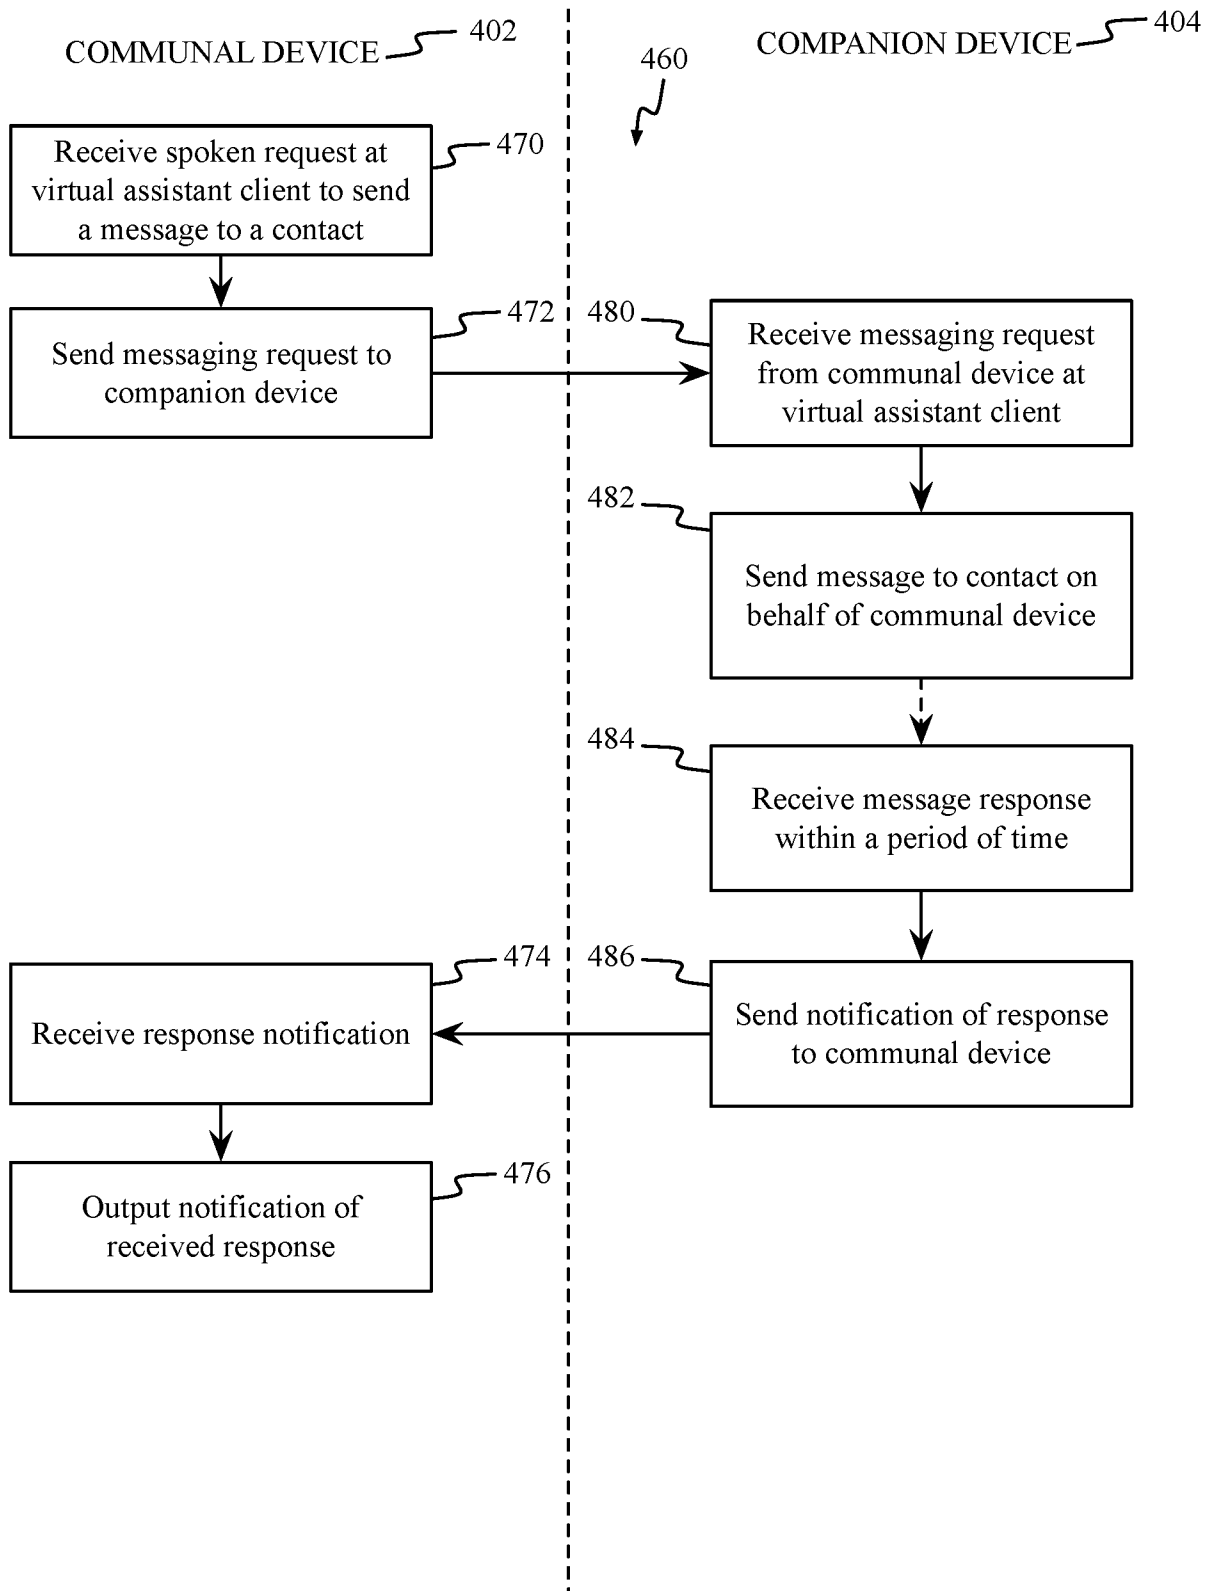 COMMUNAL DEVICE 402
COMPANION DEVICE 404
460
Receive spoken request at
virtual assistant client to send
a message to a contact
470
Send messaging request to
companion device
472
480
Receive messaging request
from communal device at
virtual assistant client
482
Send message to contact on
behalf of communal device
484
Receive message response
within a period of time
474
Receive response notification
486
Send notification of response
to communal device
476
Output notification of
received response